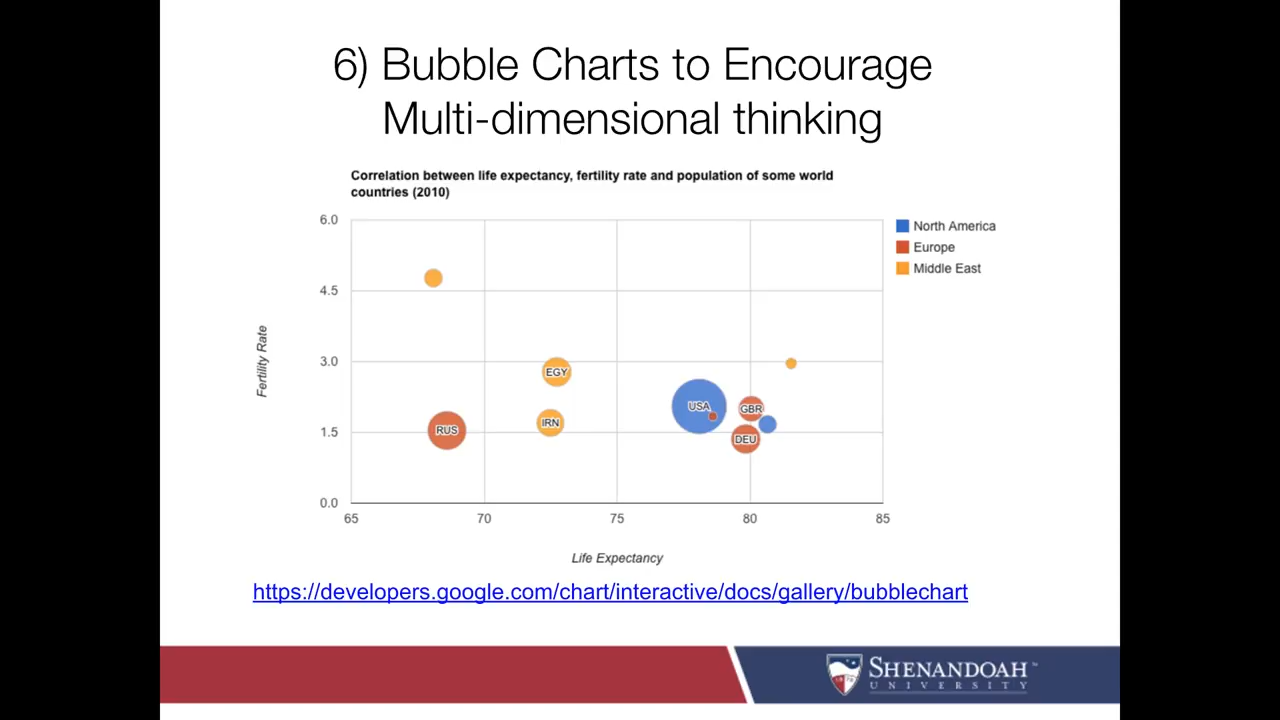 6) Bubble Charts to Encourage
Multi-dimensional thinking
Correlation between life expectancy, fertility rate and population of some world
countries (2010)
6.0
4.5
3.0
1.5
0.0
Fertility Rate
EGY
USA
GBR
IRN
RUS
DEU
65 70 75 80 85
Life Expectancy
North America
Europe
Middle East
https://developers.google.com/chart/interactive/docs/gallery/bubblechart
SHENANDOAH
UNIVERSITY